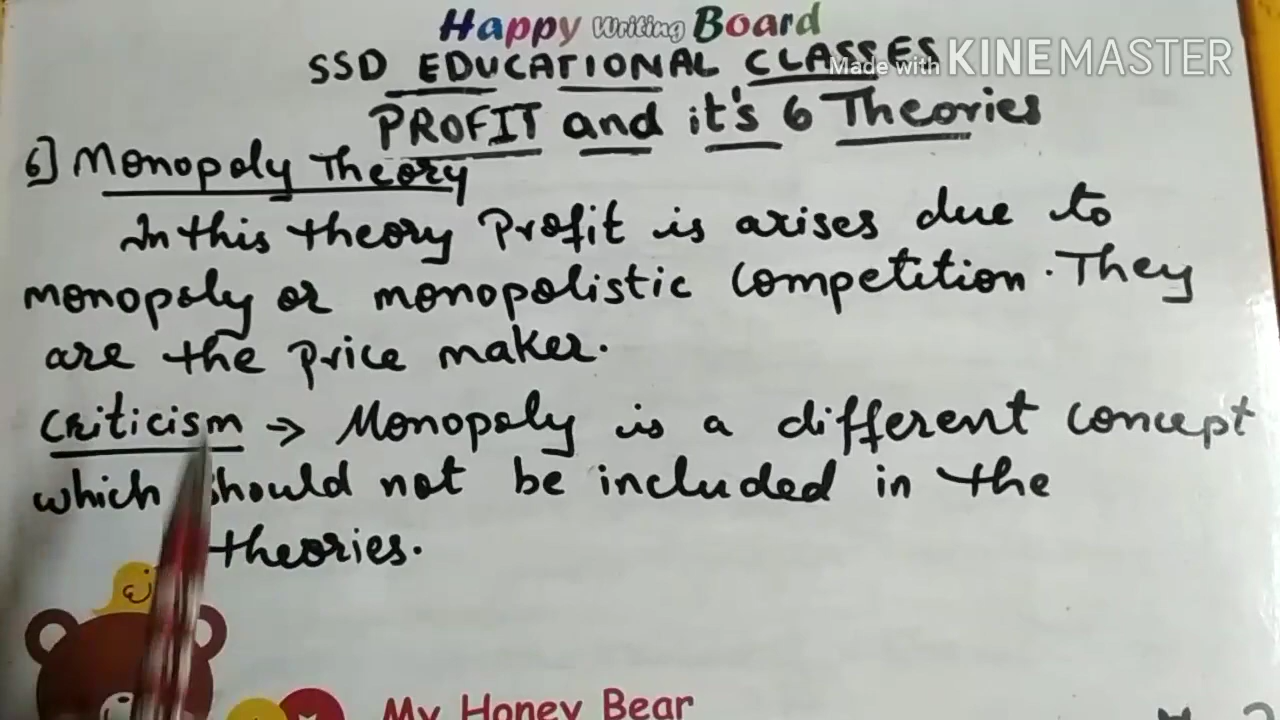 Happy Writing Board
SSD EDUCATIONAL CLASSES
Made with KINEMASTER
PROFIT and it's 6 Theories
6] Monopoly Theory
In this theory Profit is arises due to
monopoly or monopolistic Competition. They
are the price maker.
Criticism → Monopoly is a different concept
which should not be included in the
theories.
My Honey Bear